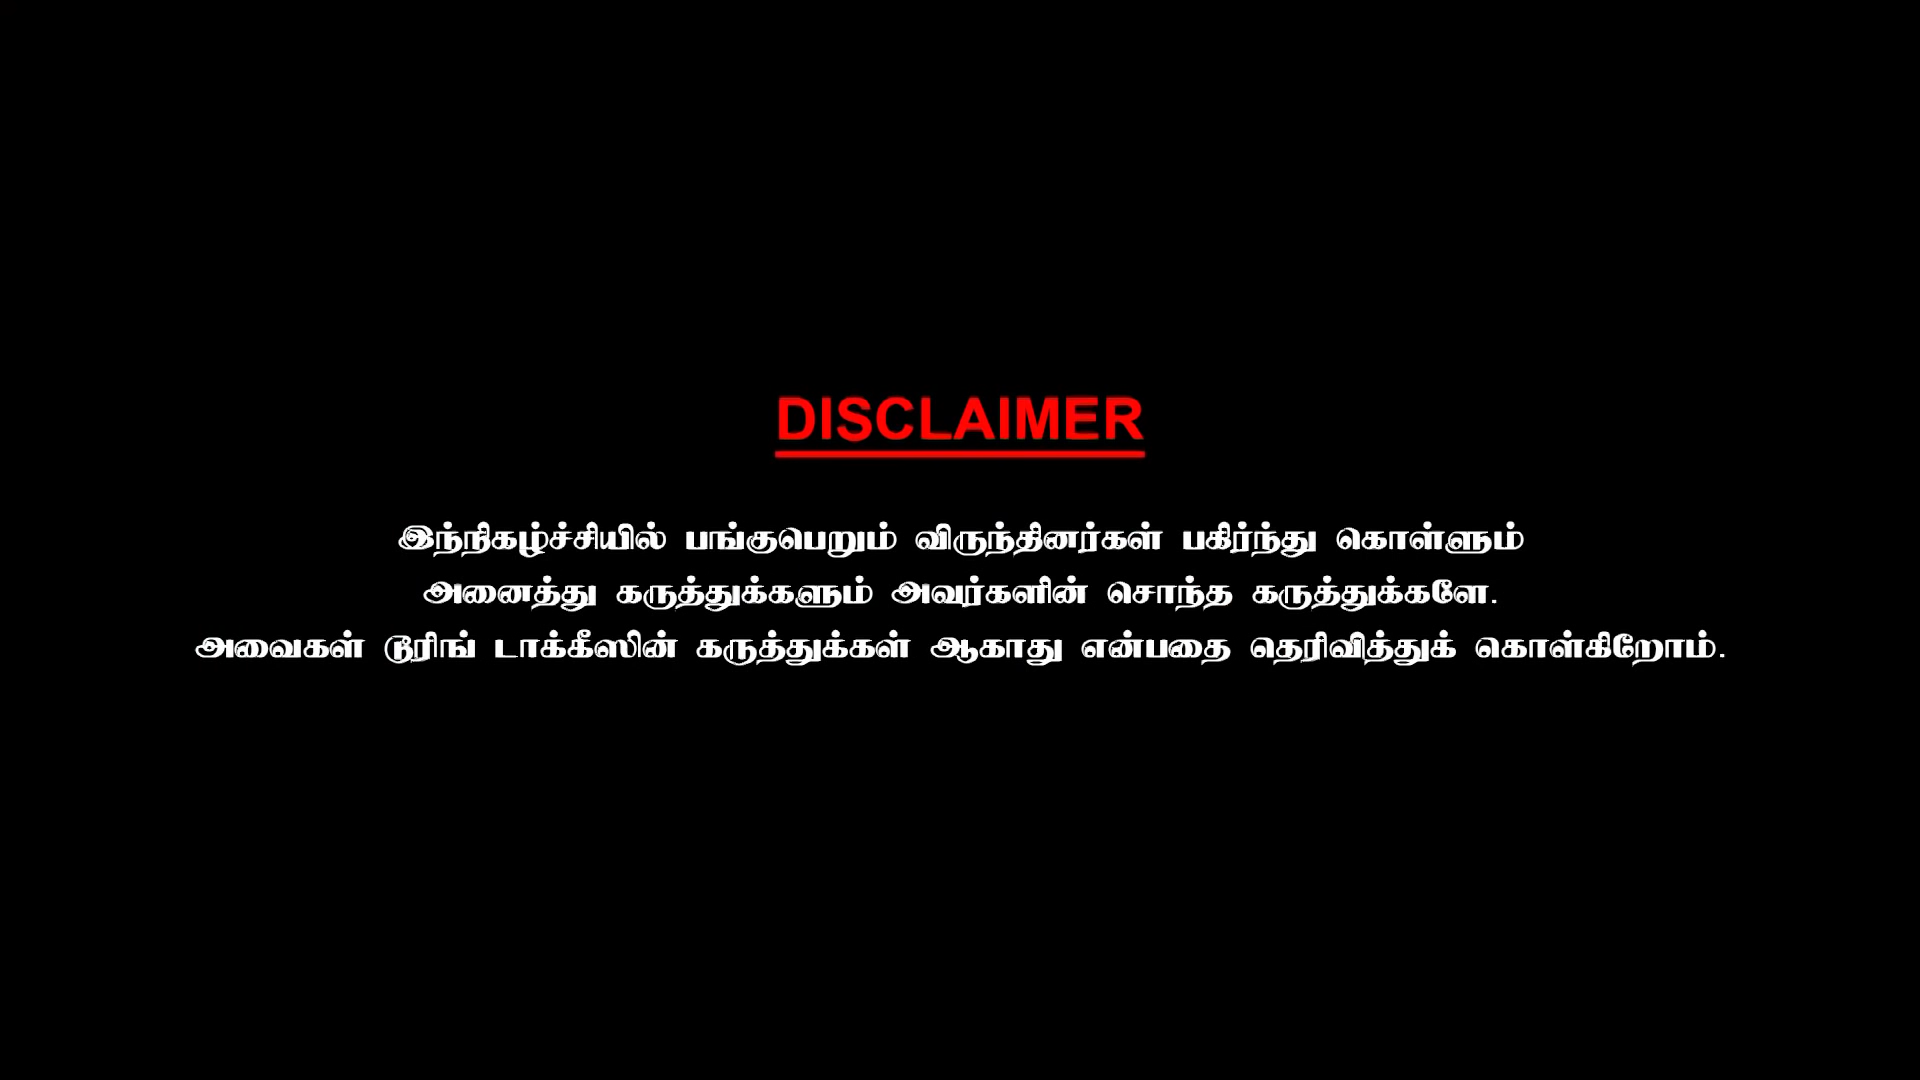 DISCLAIMER
இந்நிகழ்ச்சியில் பங்குபெறும் விருந்தினர்கள் பகிர்ந்து கொள்ளும்
அனைத்து கருத்துக்களும் அவர்களின் சொந்த கருத்துக்களே.
அவைகள் டூரிங் டாக்கீஸின் கருத்துக்கள் ஆகாது என்பதை தெரிவித்துக் கொள்கிறோம்.